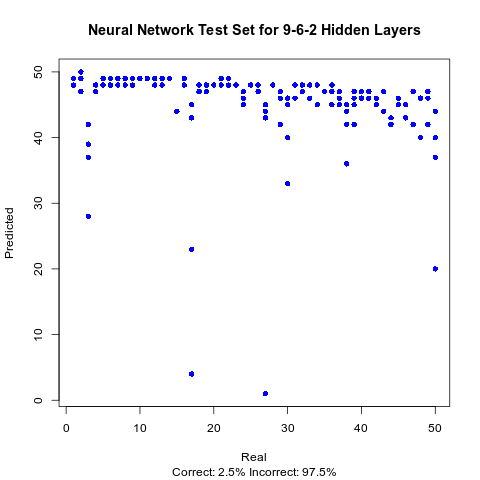 Neural Network Test Set for 9-6-2 Hidden Layers
50
40
30
20
10
0
Predicted
0 10 20 30 40 50
Real
Correct: 2.5% Incorrect: 97.5%